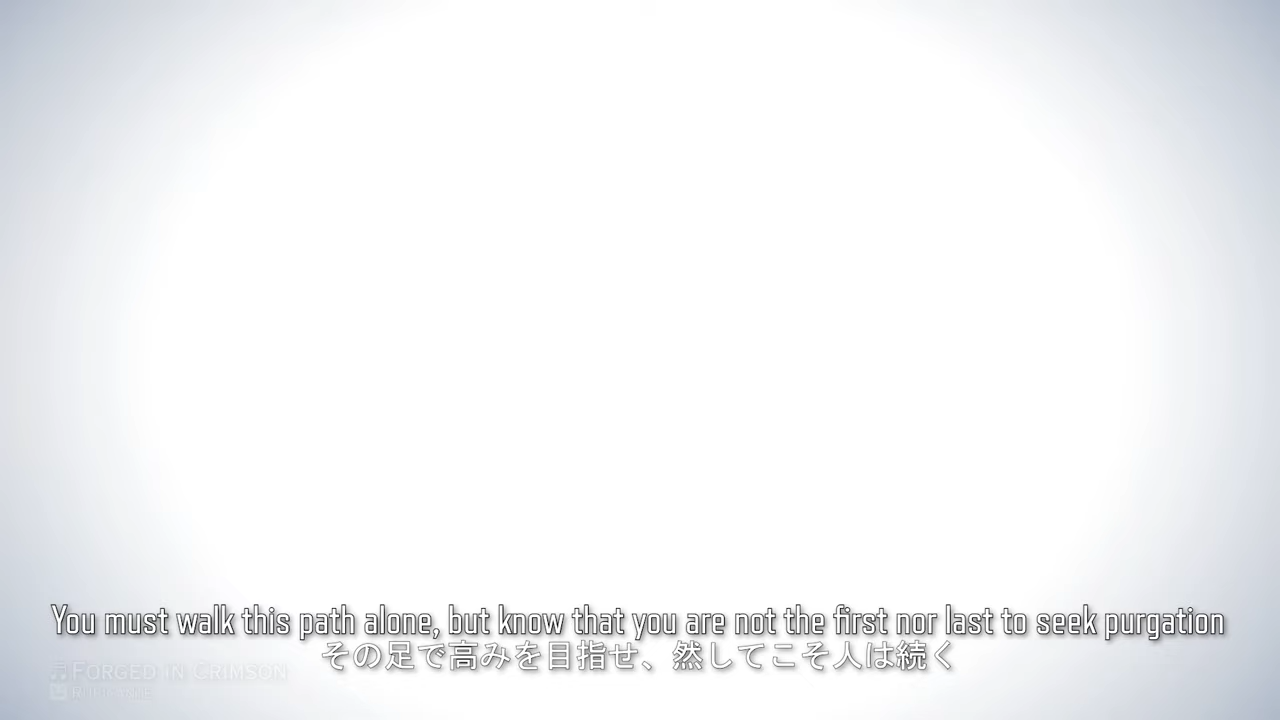 You must walk this path alone, but know that you are not the first nor last to seek purgation
その足で高みを目指せ、然してこそ人は続く
FORGED IN CRIMSON